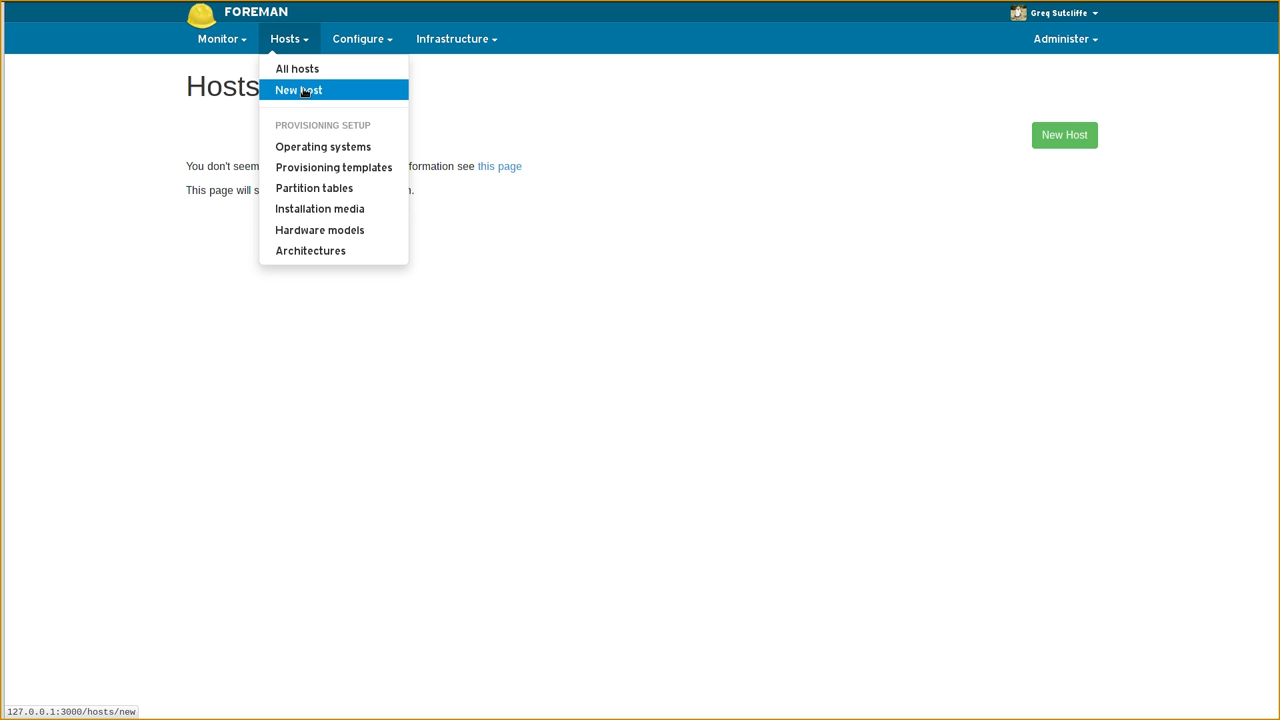 FOREMAN
Greg Sutcliffe
Monitor
Hosts
Configure
Infrastructure
Administer
Hosts
All hosts
New host
PROVISIONING SETUP
Operating systems
Provisioning templates
Partition tables
Installation media
Hardware models
Architectures
New Host
You don't seem formation see this page
This page will
127.0.0.1:3000/hosts/new